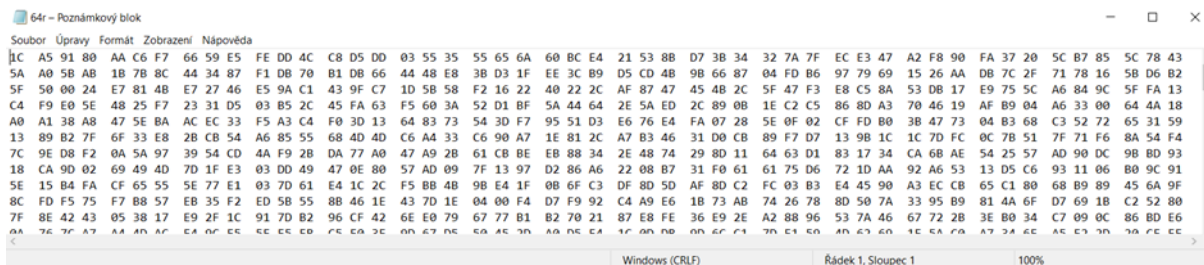 64r – Poznámkový blok
Soubor Úpravy Formát Zobrazení Nápověda
1C A5 91 80 AA C6 F7 66 59 E5 FE DD 4C C8 D5 DD 03 55 35 55 65 6A 60 BC E4 21 53 8B D7 3B 34 32 7A 7F EC E3 47 A2 F8 90 FA 37 20 5C B7 85 5C 78 43
5A A0 5B AB 1B 7B 8C 44 34 87 F1 DB 70 B1 DB 66 44 48 E8 3B D3 1F EE 3C B9 D5 CD 4B 9B 66 87 04 FD B6 97 79 69 15 26 AA DB 7C 2F 71 78 16 5B D6 B2
5F 50 00 24 E7 81 4B E7 27 46 E5 9A C1 43 9F C7 1D 5B 58 F2 16 22 40 22 2C AF 87 47 45 4B 2C 5F 47 F3 E8 C5 8A 53 DB 17 E9 75 5C A6 84 9C 5F FA 13
C4 F9 E0 5E 48 25 F7 23 31 D5 03 B5 2C 45 FA 63 F5 60 3A 52 D1 BF 5A 44 64 2E 5A ED 2C 89 0B 1E C2 C5 86 8D A3 70 46 19 AF B9 04 A6 33 00 64 4A 18
A0 A1 38 A8 47 5E BA AC EC 33 F5 A3 C4 F0 3D 13 64 83 73 54 3D F7 95 51 D3 E6 76 E4 FA 07 28 5E 0F 02 CF FD B0 3B 47 73 04 B3 68 C3 52 72 65 31 59
13 89 B2 7F 6F 33 E8 2B CB 54 A6 85 55 68 4D 4D C6 A4 33 C6 90 A7 1E 81 2C A7 B3 46 31 D0 CB 89 F7 D7 13 9B 1C 1C 7D FC 0C 7B 51 7F 71 F6 8A 54 F4
7C 9E D8 F2 0A 5A 97 39 54 CD 4A F9 2B DA 77 A0 47 A9 2B 61 CB BE EB 88 34 2E 48 74 29 8D 11 64 63 D1 83 17 34 CA 6B AE 54 25 57 AD 90 DC 9B BD 93
18 CA 9D 02 69 49 4D 7D 1F E3 03 DD 49 47 0E 80 57 AD 09 7F 13 97 D2 86 A6 22 08 B7 31 F0 61 61 75 D6 72 1D AA 92 A6 53 13 D5 C6 93 11 06 B0 9C 91
5E 15 B4 FA CF 65 55 5E 77 E1 03 7D 61 E4 1C 2C F5 BB 4B 9B E4 1F 0B 6F C3 DF 8D 5D AF 8D C2 FC 03 B3 E4 45 90 A3 EC CB 65 C1 80 68 B9 89 45 6A 9F
8C FD F5 75 F7 B8 57 EB 35 F2 ED 5B 55 8B 46 1E 43 7D 1E 04 00 F4 D7 F9 92 C4 A9 E6 1B 73 AB 74 26 78 8D 50 7A 33 95 B9 81 4A 6F D7 69 1B C2 52 80
7F 8E 42 43 05 38 17 E9 2F 1C 91 7D B2 96 CF 42 6E E0 79 67 77 B1 B2 70 21 87 E8 FE 36 E9 2E A2 88 96 53 7A 46 67 72 2B 3E B0 34 C7 09 0C 86 BD E6
Windows (CRLF) Řádek 1, Sloupec 1 100%